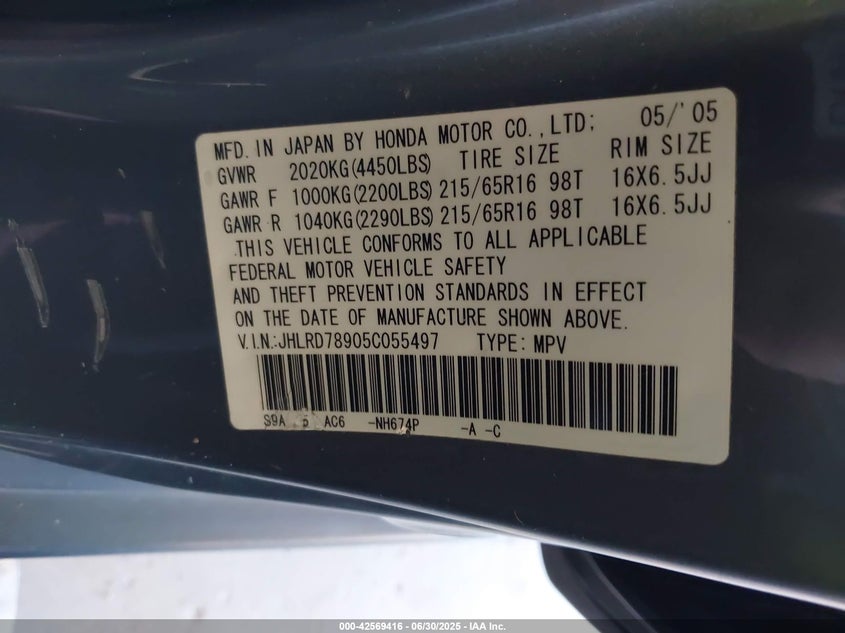 MFD. IN JAPAN BY HONDA MOTOR CO.,LTD; 05/'05
GVWR 2020KG(4450LBS) TIRE SIZE RIM SIZE
GAWR F 1000KG(2200LBS) 215/65R16 98T 16X6.5JJ
GAWR R 1040KG(2290LBS) 215/65R16 98T 16X6.5JJ
THIS VEHICLE CONFORMS TO ALL APPLICABLE
FEDERAL MOTOR VEHICLE SAFETY
AND THEFT PREVENTION STANDARDS IN EFFECT
ON THE DATE OF MANUFACTURE SHOWN ABOVE.
V.I.N.:JHLRD78905C055497 TYPE: MPV
S9A 5 AC6 -NH674P -A -C
000-42569416 - 06/30/2025 - IAA Inc.